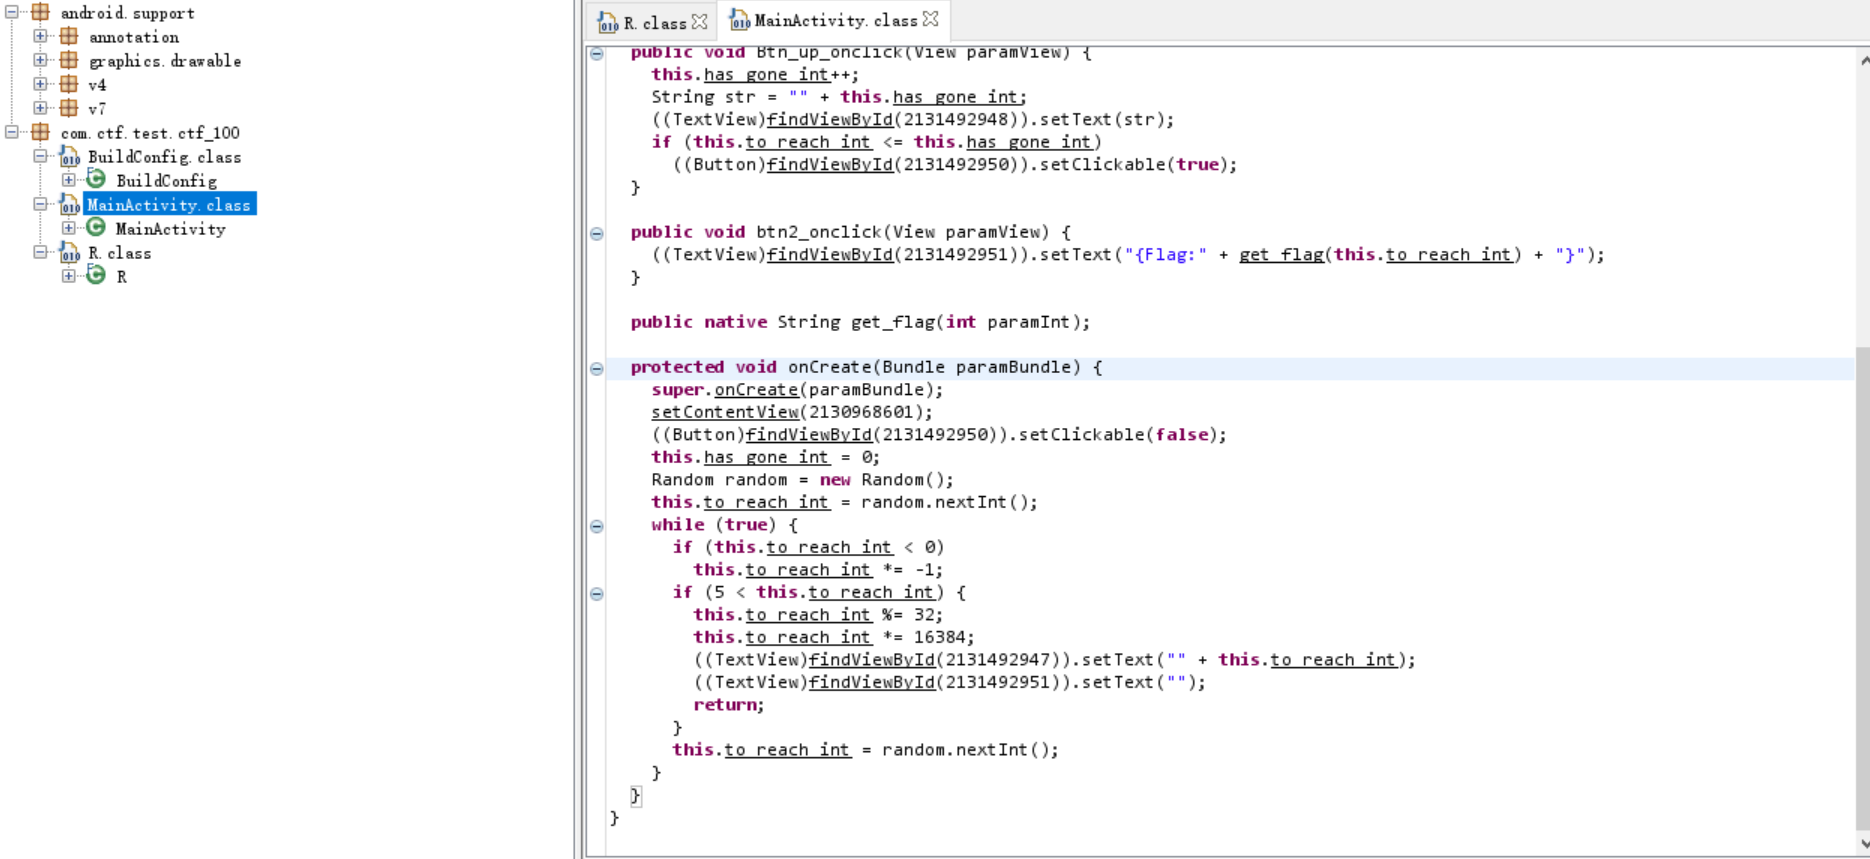 android.support
annotation
graphics.drawable
v4
v7
com.ctf.test.ctf_100
BuildConfig.class
BuildConfig
MainActivity.class
MainActivity
R.class
R
R.class
MainActivity.class
public void Btn_up_onclick(View paramView) {
this.has_gone_int++;
String str = "" + this.has_gone_int;
((TextView)findViewById(2131492948)).setText(str);
if (this.to_reach_int <= this.has_gone_int)
((Button)findViewById(2131492950)).setClickable(true);
}
public void btn2_onclick(View paramView) {
((TextView)findViewById(2131492951)).setText("{Flag:" + get_flag(this.to_reach_int) + "}");
}
public native String get_flag(int paramInt);
protected void onCreate(Bundle paramBundle) {
super.onCreate(paramBundle);
setContentView(2130968601);
((Button)findViewById(2131492950)).setClickable(false);
this.has_gone_int = 0;
Random random = new Random();
this.to_reach_int = random.nextInt();
while (true) {
if (this.to_reach_int < 0)
this.to_reach_int *= -1;
if (5 < this.to_reach_int) {
this.to_reach_int %= 32;
this.to_reach_int *= 16384;
((TextView)findViewById(2131492947)).setText("" + this.to_reach_int);
((TextView)findViewById(2131492951)).setText("");
return;
}
this.to_reach_int = random.nextInt();
}
}
}